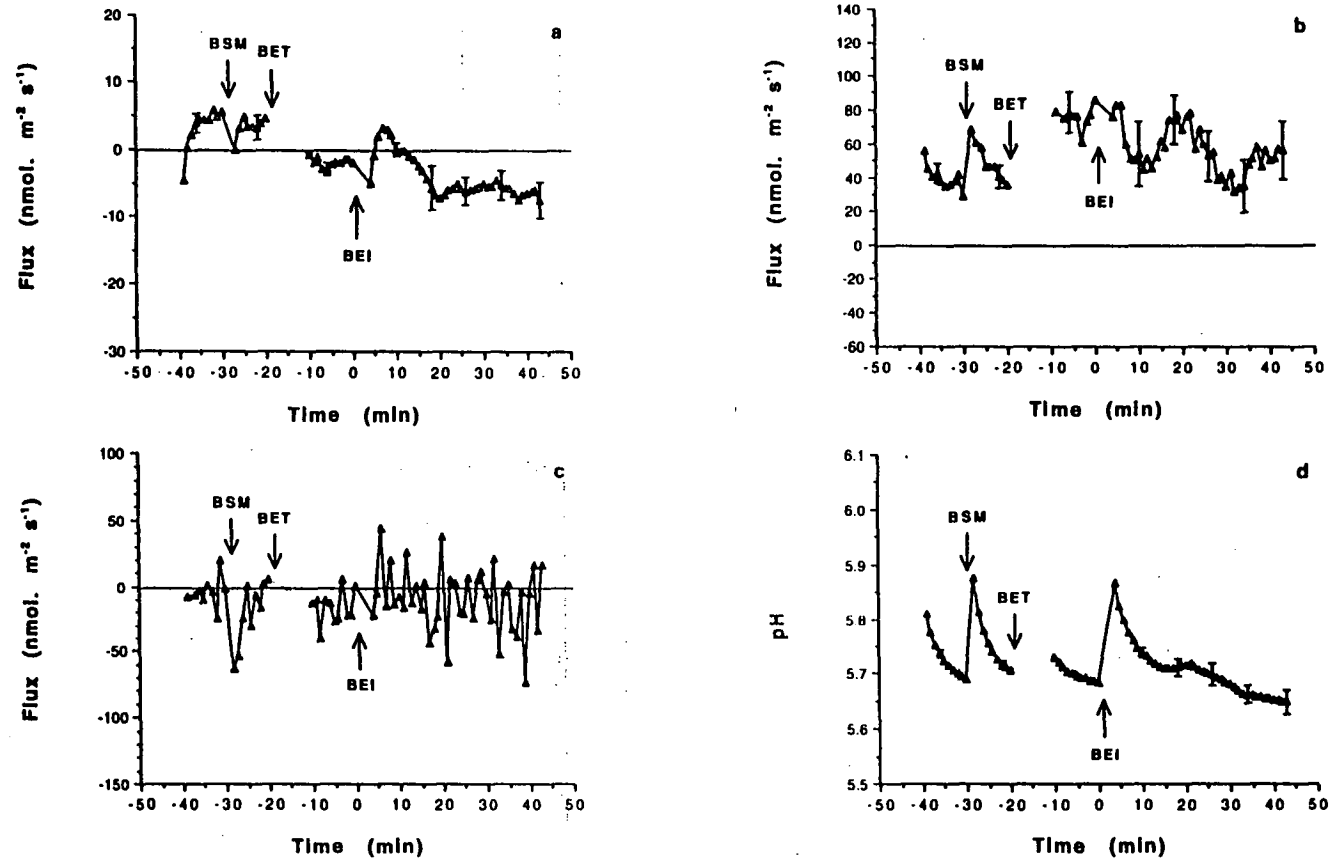 a
Flux (nmol. m⁻² s⁻¹)
20
10
0
-10
-20
-30
BSM
BET
BEI
-50 -40 -30 -20 -10 0 10 20 30 40 50
Time (min)
b
Flux (nmol. m⁻² s⁻¹)
140
120
100
80
60
40
20
0
-20
-40
-60
BSM
BET
BEI
-50 -40 -30 -20 -10 0 10 20 30 40 50
Time (min)
c
Flux (nmol. m⁻² s⁻¹)
100
50
0
-50
-100
-150
BSM
BET
BEI
-50 -40 -30 -20 -10 0 10 20 30 40 50
Time (min)
d
pH
6.1
6.0
5.9
5.8
5.7
5.6
5.5
BSM
BET
BEI
-50 -40 -30 -20 -10 0 10 20 30 40 50
Time (min)